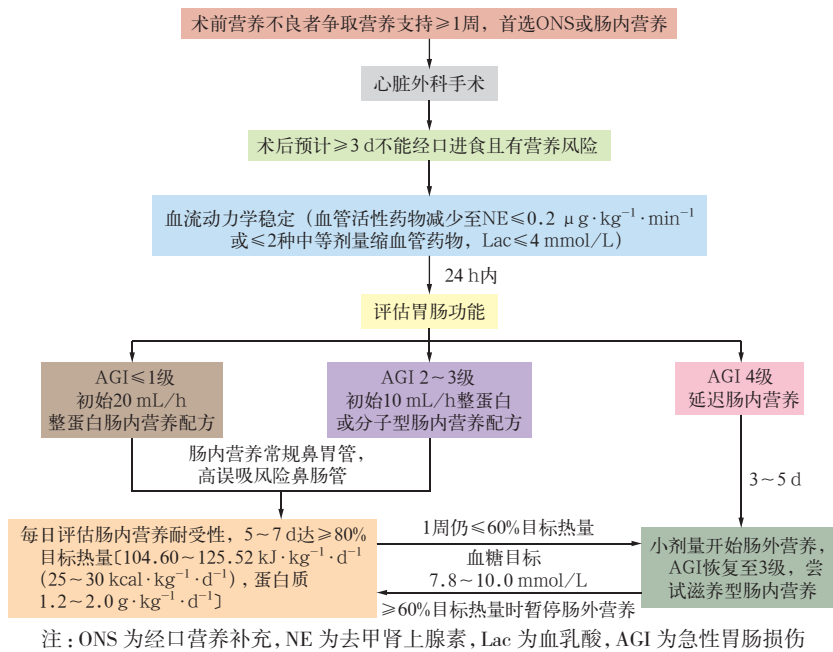 术前营养不良者争取营养支持≥1周，首选ONS或肠内营养
心脏外科手术
术后预计≥3 d不能经口进食且有营养风险
血流动力学稳定（血管活性药物减少至NE≤0.2 μg·kg⁻¹·min⁻¹
或≤2种中等剂量缩血管药物，Lac≤4 mmol/L）
24 h内
评估胃肠功能
AGI≤1级
初始20 mL/h
整蛋白肠内营养配方
AGI 2～3级
初始10 mL/h整蛋白
或分子型肠内营养配方
AGI 4级
延迟肠内营养
肠内营养常规鼻胃管，
高误吸风险鼻肠管
3～5 d
每日评估肠内营养耐受性，5～7 d达≥80%
目标热量〔104.60～125.52 kJ·kg⁻¹·d⁻¹
(25～30 kcal·kg⁻¹·d⁻¹)，蛋白质
1.2～2.0 g·kg⁻¹·d⁻¹〕
1周仍≤60%目标热量
血糖目标
7.8～10.0 mmol/L
≥60%目标热量时暂停肠外营养
小剂量开始肠外营养，
AGI恢复至3级，尝
试滋养型肠内营养
注：ONS 为经口营养补充，NE 为去甲肾上腺素，Lac 为血乳酸，AGI 为急性胃肠损伤